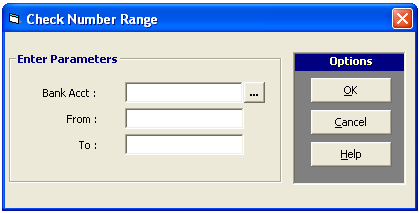 Check Number Range
Enter Parameters
Bank Acct :
...
From :
To :
Options
OK
Cancel
Help